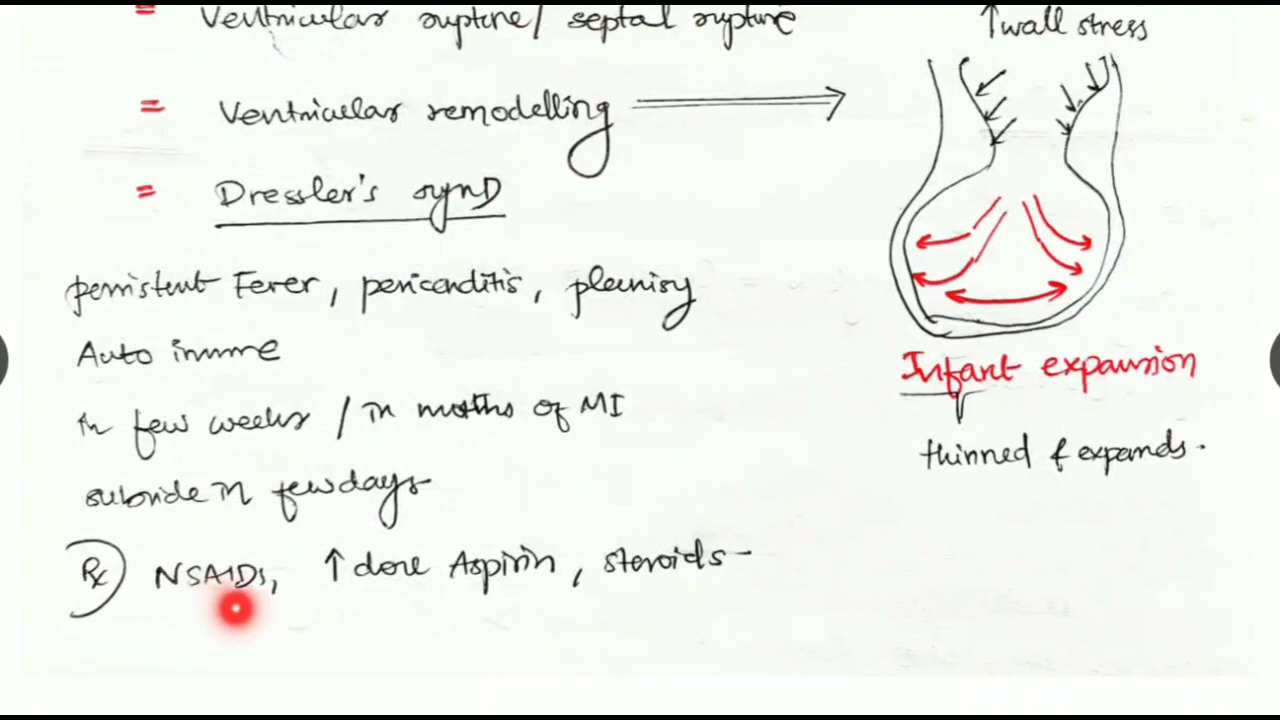 = Ventricular rupture/ septal rupture
= Ventricular remodelling
= Dressler's synD
persistent Fever, pericarditis, pleurisy
Auto immune
in few weeks / in months of MI
subside in few days
Rx NSAIDs, ↑ dose Aspirin, steroids-
↑ wall stress
Infarct expansion
thinned & expands.